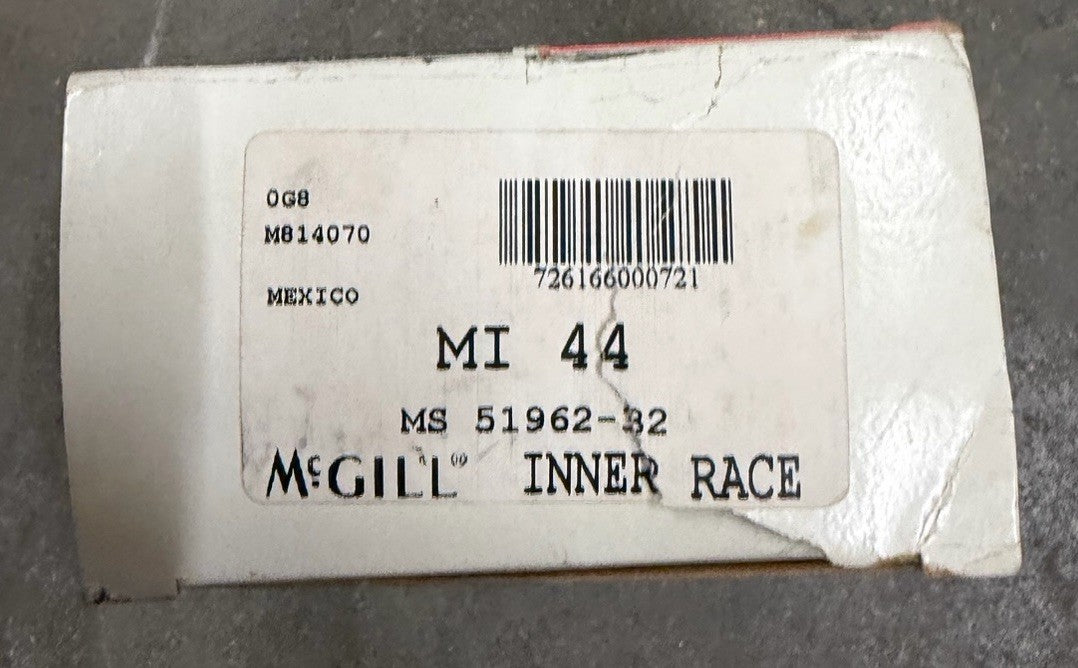 0G8
M814070
MEXICO
726166000721
MI 44
MS 51962-32
McGILL® INNER RACE